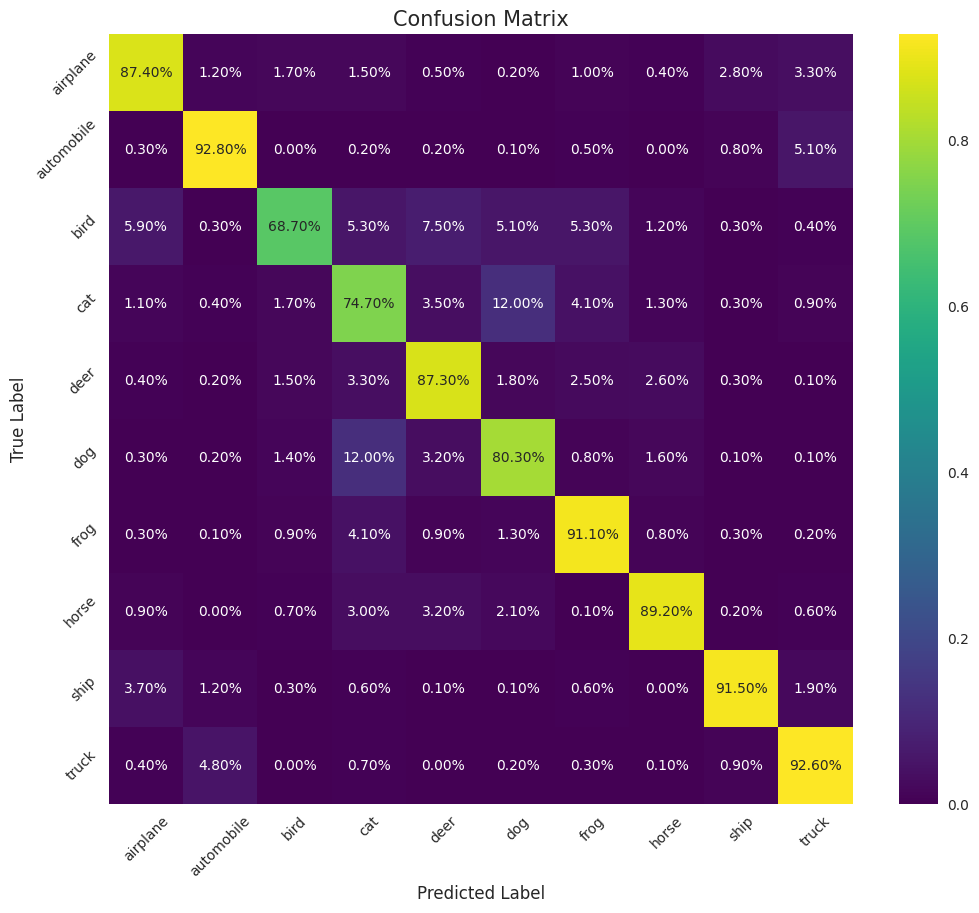 Confusion Matrix
airplane 87.40% 1.20% 1.70% 1.50% 0.50% 0.20% 1.00% 0.40% 2.80% 3.30%
automobile 0.30% 92.80% 0.00% 0.20% 0.20% 0.10% 0.50% 0.00% 0.80% 5.10%
bird 5.90% 0.30% 68.70% 5.30% 7.50% 5.10% 5.30% 1.20% 0.30% 0.40%
cat 1.10% 0.40% 1.70% 74.70% 3.50% 12.00% 4.10% 1.30% 0.30% 0.90%
deer 0.40% 0.20% 1.50% 3.30% 87.30% 1.80% 2.50% 2.60% 0.30% 0.10%
dog 0.30% 0.20% 1.40% 12.00% 3.20% 80.30% 0.80% 1.60% 0.10% 0.10%
frog 0.30% 0.10% 0.90% 4.10% 0.90% 1.30% 91.10% 0.80% 0.30% 0.20%
horse 0.90% 0.00% 0.70% 3.00% 3.20% 2.10% 0.10% 89.20% 0.20% 0.60%
ship 3.70% 1.20% 0.30% 0.60% 0.10% 0.10% 0.60% 0.00% 91.50% 1.90%
truck 0.40% 4.80% 0.00% 0.70% 0.00% 0.20% 0.30% 0.10% 0.90% 92.60%
airplane automobile bird cat deer dog frog horse ship truck
Predicted Label
True Label
0.8
0.6
0.4
0.2
0.0